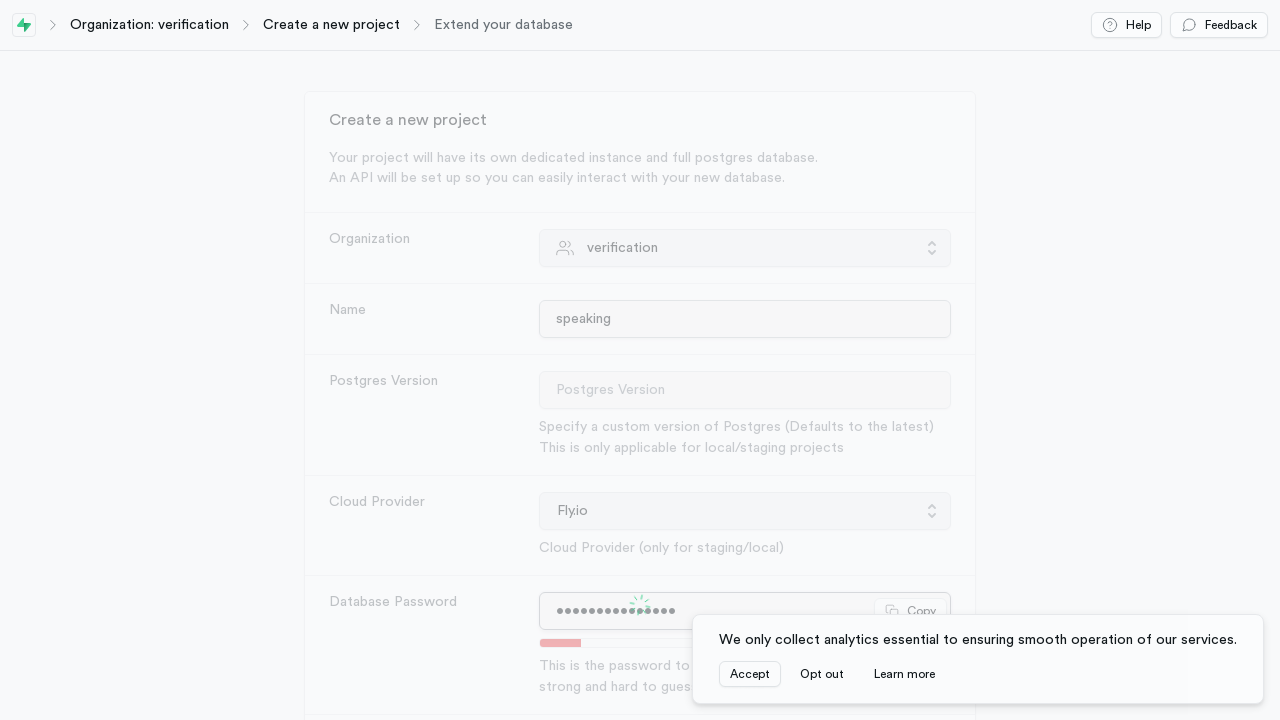 Organization: verification
Create a new project
Extend your database
Help
Feedback
Create a new project
Your project will have its own dedicated instance and full postgres database.
An API will be set up so you can easily interact with your new database.
Organization
verification
Name
speaking
Postgres Version
Postgres Version
Specify a custom version of Postgres (Defaults to the latest)
This is only applicable for local/staging projects
Cloud Provider
Fly.io
Cloud Provider (only for staging/local)
Database Password
Copy
This is the password to
strong and hard to gues
We only collect analytics essential to ensuring smooth operation of our services.
Accept
Opt out
Learn more